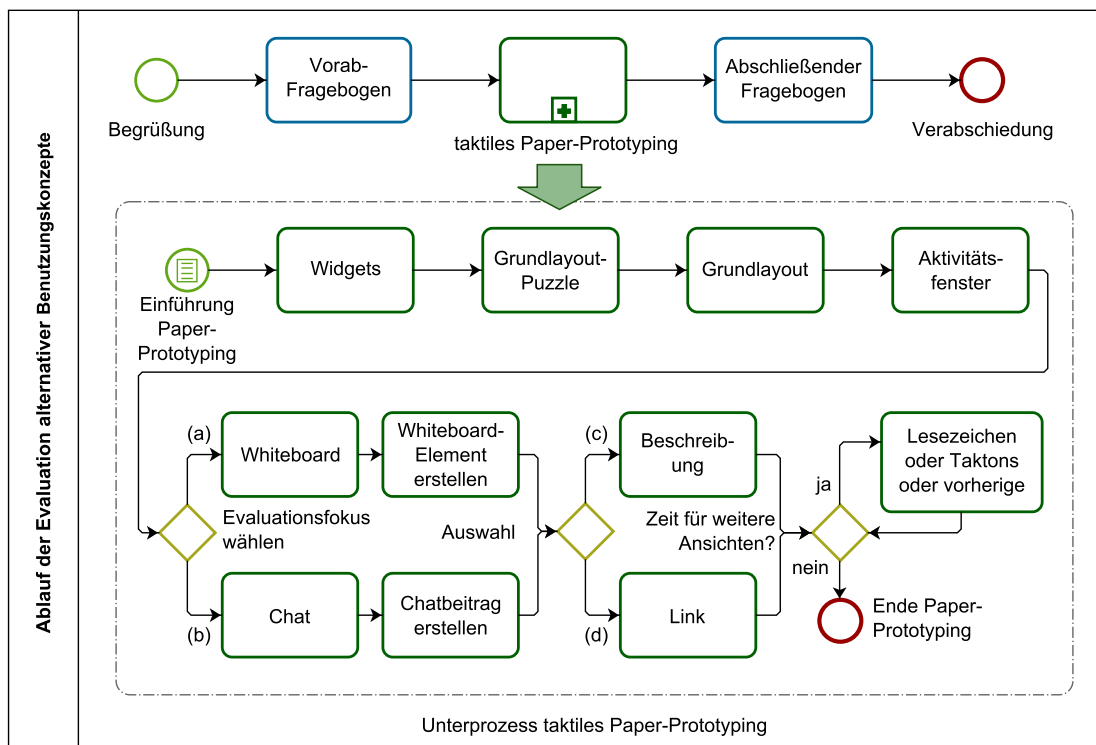 Ablauf der Evaluation alternativer Benutzungskonzepte
Vorab-
Fragebogen
Abschließender
Fragebogen
Begrüßung
taktiles Paper-Prototyping
Verabschiedung
Widgets
Grundlayout-
Puzzle
Grundlayout
Aktivitäts-
fenster
Einführung
Paper-
Prototyping
(a)
Whiteboard
Whiteboard-
Element
erstellen
(c)
Beschreib-
ung
Lesezeichen
oder Taktons
oder vorherige
ja
Evaluationsfokus
wählen
Auswahl
Zeit für weitere
Ansichten?
nein
(b)
Chat
Chatbeitrag
erstellen
(d)
Link
Ende Paper-
Prototyping
Unterprozess taktiles Paper-Prototyping